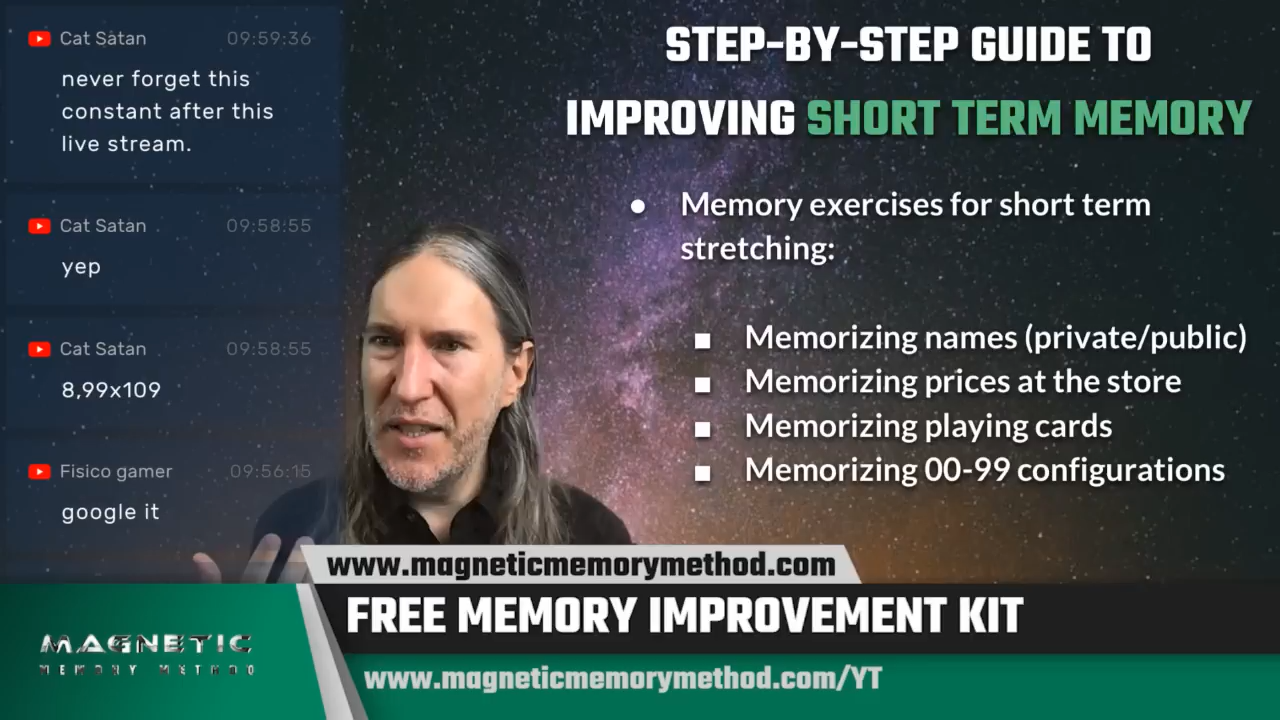 Cat Satan 09:59:36
never forget this
constant after this
live stream.
Cat Satan 09:58:55
yep
Cat Satan 09:58:55
8,99x109
Fisico gamer 09:56:15
google it
STEP-BY-STEP GUIDE TO
IMPROVING SHORT TERM MEMORY
● Memory exercises for short term
stretching:
■ Memorizing names (private/public)
■ Memorizing prices at the store
■ Memorizing playing cards
■ Memorizing 00-99 configurations
www.magneticmemorymethod.com
FREE MEMORY IMPROVEMENT KIT
www.magneticmemorymethod.com/YT
MAGNETIC
MEMORY METHOD